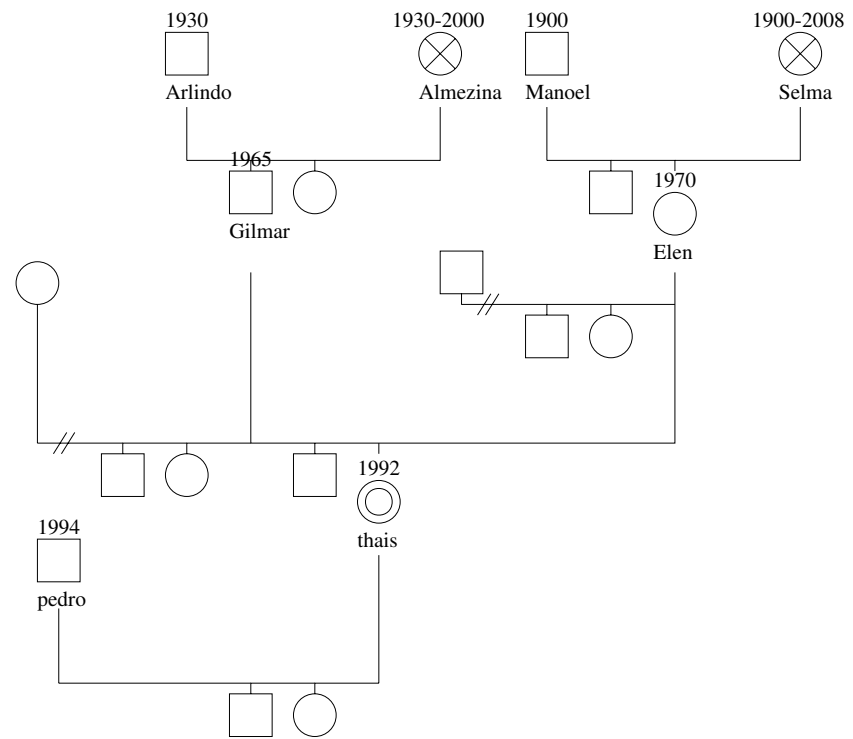 1930
1930-2000
1900
1900-2008
Arlindo
Almezina
Manoel
Selma
1965
1970
Gilmar
Elen
1992
thais
1994
pedro